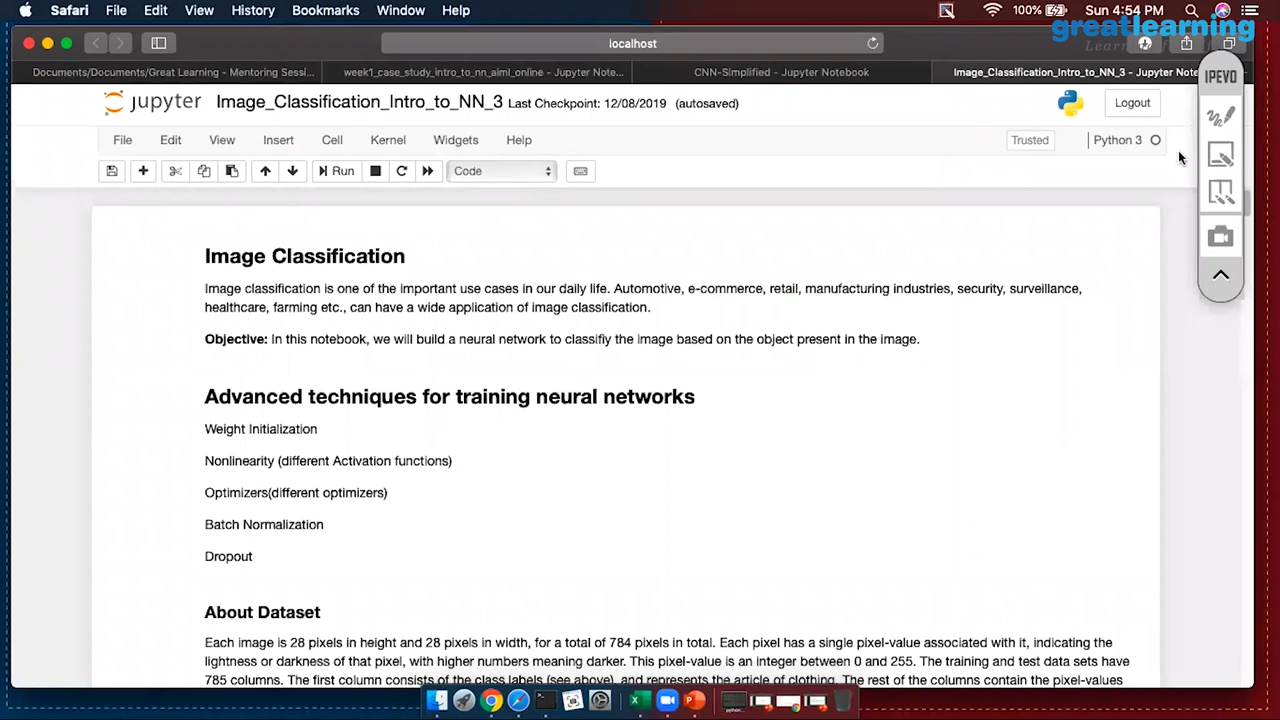 Safari File Edit View History Bookmarks Window Help 100% Sun 4:54 PM
greatlearning
localhost
Documents/Documents/Great Learning - Mentoring Sessi... week1_case_study_intro_to_nn_aiml_online - Jupyter Note... CNN-Simplified - Jupyter Notebook Image_Classification_Intro_to_NN_3 - Jupyter Note
IPEVO
jupyter Image_Classification_Intro_to_NN_3 Last Checkpoint: 12/08/2019 (autosaved) Logout
File Edit View Insert Cell Kernel Widgets Help Trusted Python 3
Run Code
Image Classification
Image classification is one of the important use cases in our daily life. Automotive, e-commerce, retail, manufacturing industries, security, surveillance,
healthcare, farming etc., can have a wide application of image classification.
Objective: In this notebook, we will build a neural network to classifiy the image based on the object present in the image.
Advanced techniques for training neural networks
Weight Initialization
Nonlinearity (different Activation functions)
Optimizers(different optimizers)
Batch Normalization
Dropout
About Dataset
Each image is 28 pixels in height and 28 pixels in width, for a total of 784 pixels in total. Each pixel has a single pixel-value associated with it, indicating the
lightness or darkness of that pixel, with higher numbers meaning darker. This pixel-value is an integer between 0 and 255. The training and test data sets have
785 columns. The first column consists of the class labels (see above), and represents the article of clothing. The rest of the columns contain the pixel-values